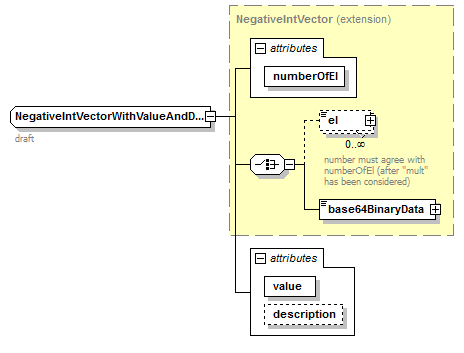 NegativeIntVector (extension)
attributes
numberOfEl
NegativeIntVectorWithValueAndD...
draft
el
0..∞
number must agree with
numberOfEl (after "mult"
has been considered)
base64BinaryData
attributes
value
description